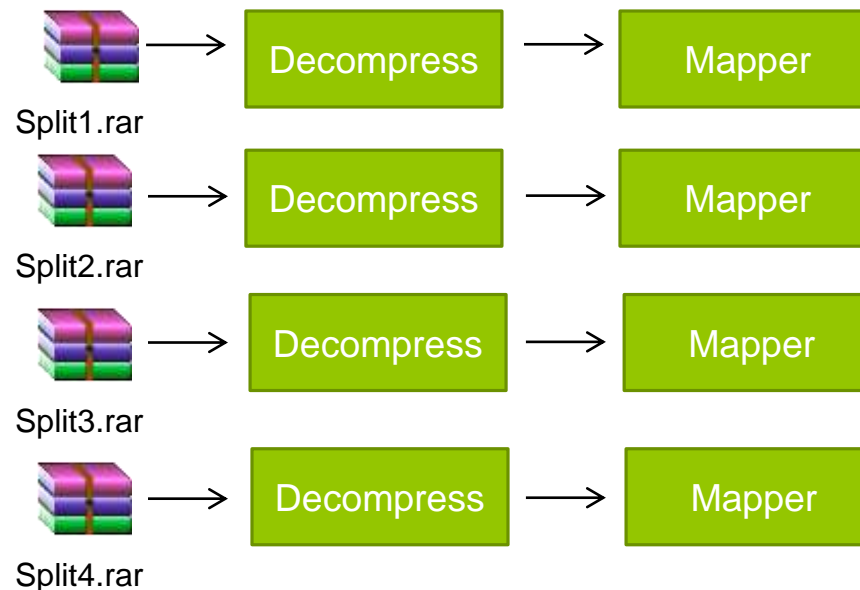 Decompress
Mapper
Split1.rar
Decompress
Mapper
Split2.rar
Decompress
Mapper
Split3.rar
Decompress
Mapper
Split4.rar